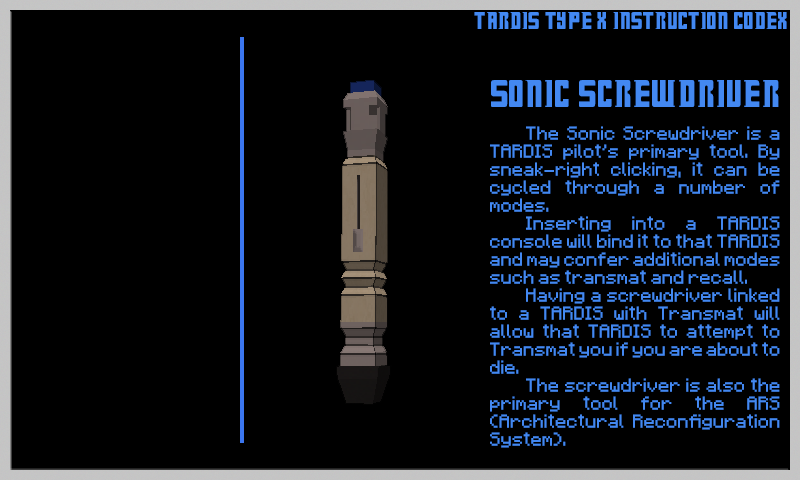 TARDIS TYPE X INSTRUCTION CODEX
SONIC SCREWDRIVER
The Sonic Screwdriver is a
TARDIS pilot's primary tool. By
sneak-right clicking, it can be
cycled through a number of
modes.
Inserting into a TARDIS
console will bind it to that TARDIS
and may confer additional modes
such as transmat and recall.
Having a screwdriver linked
to a TARDIS with Transmat will
allow that TARDIS to attempt to
Transmat you if you are about to
die.
The screwdriver is also the
primary tool for the ARS
(Architectural Reconfiguration
System).